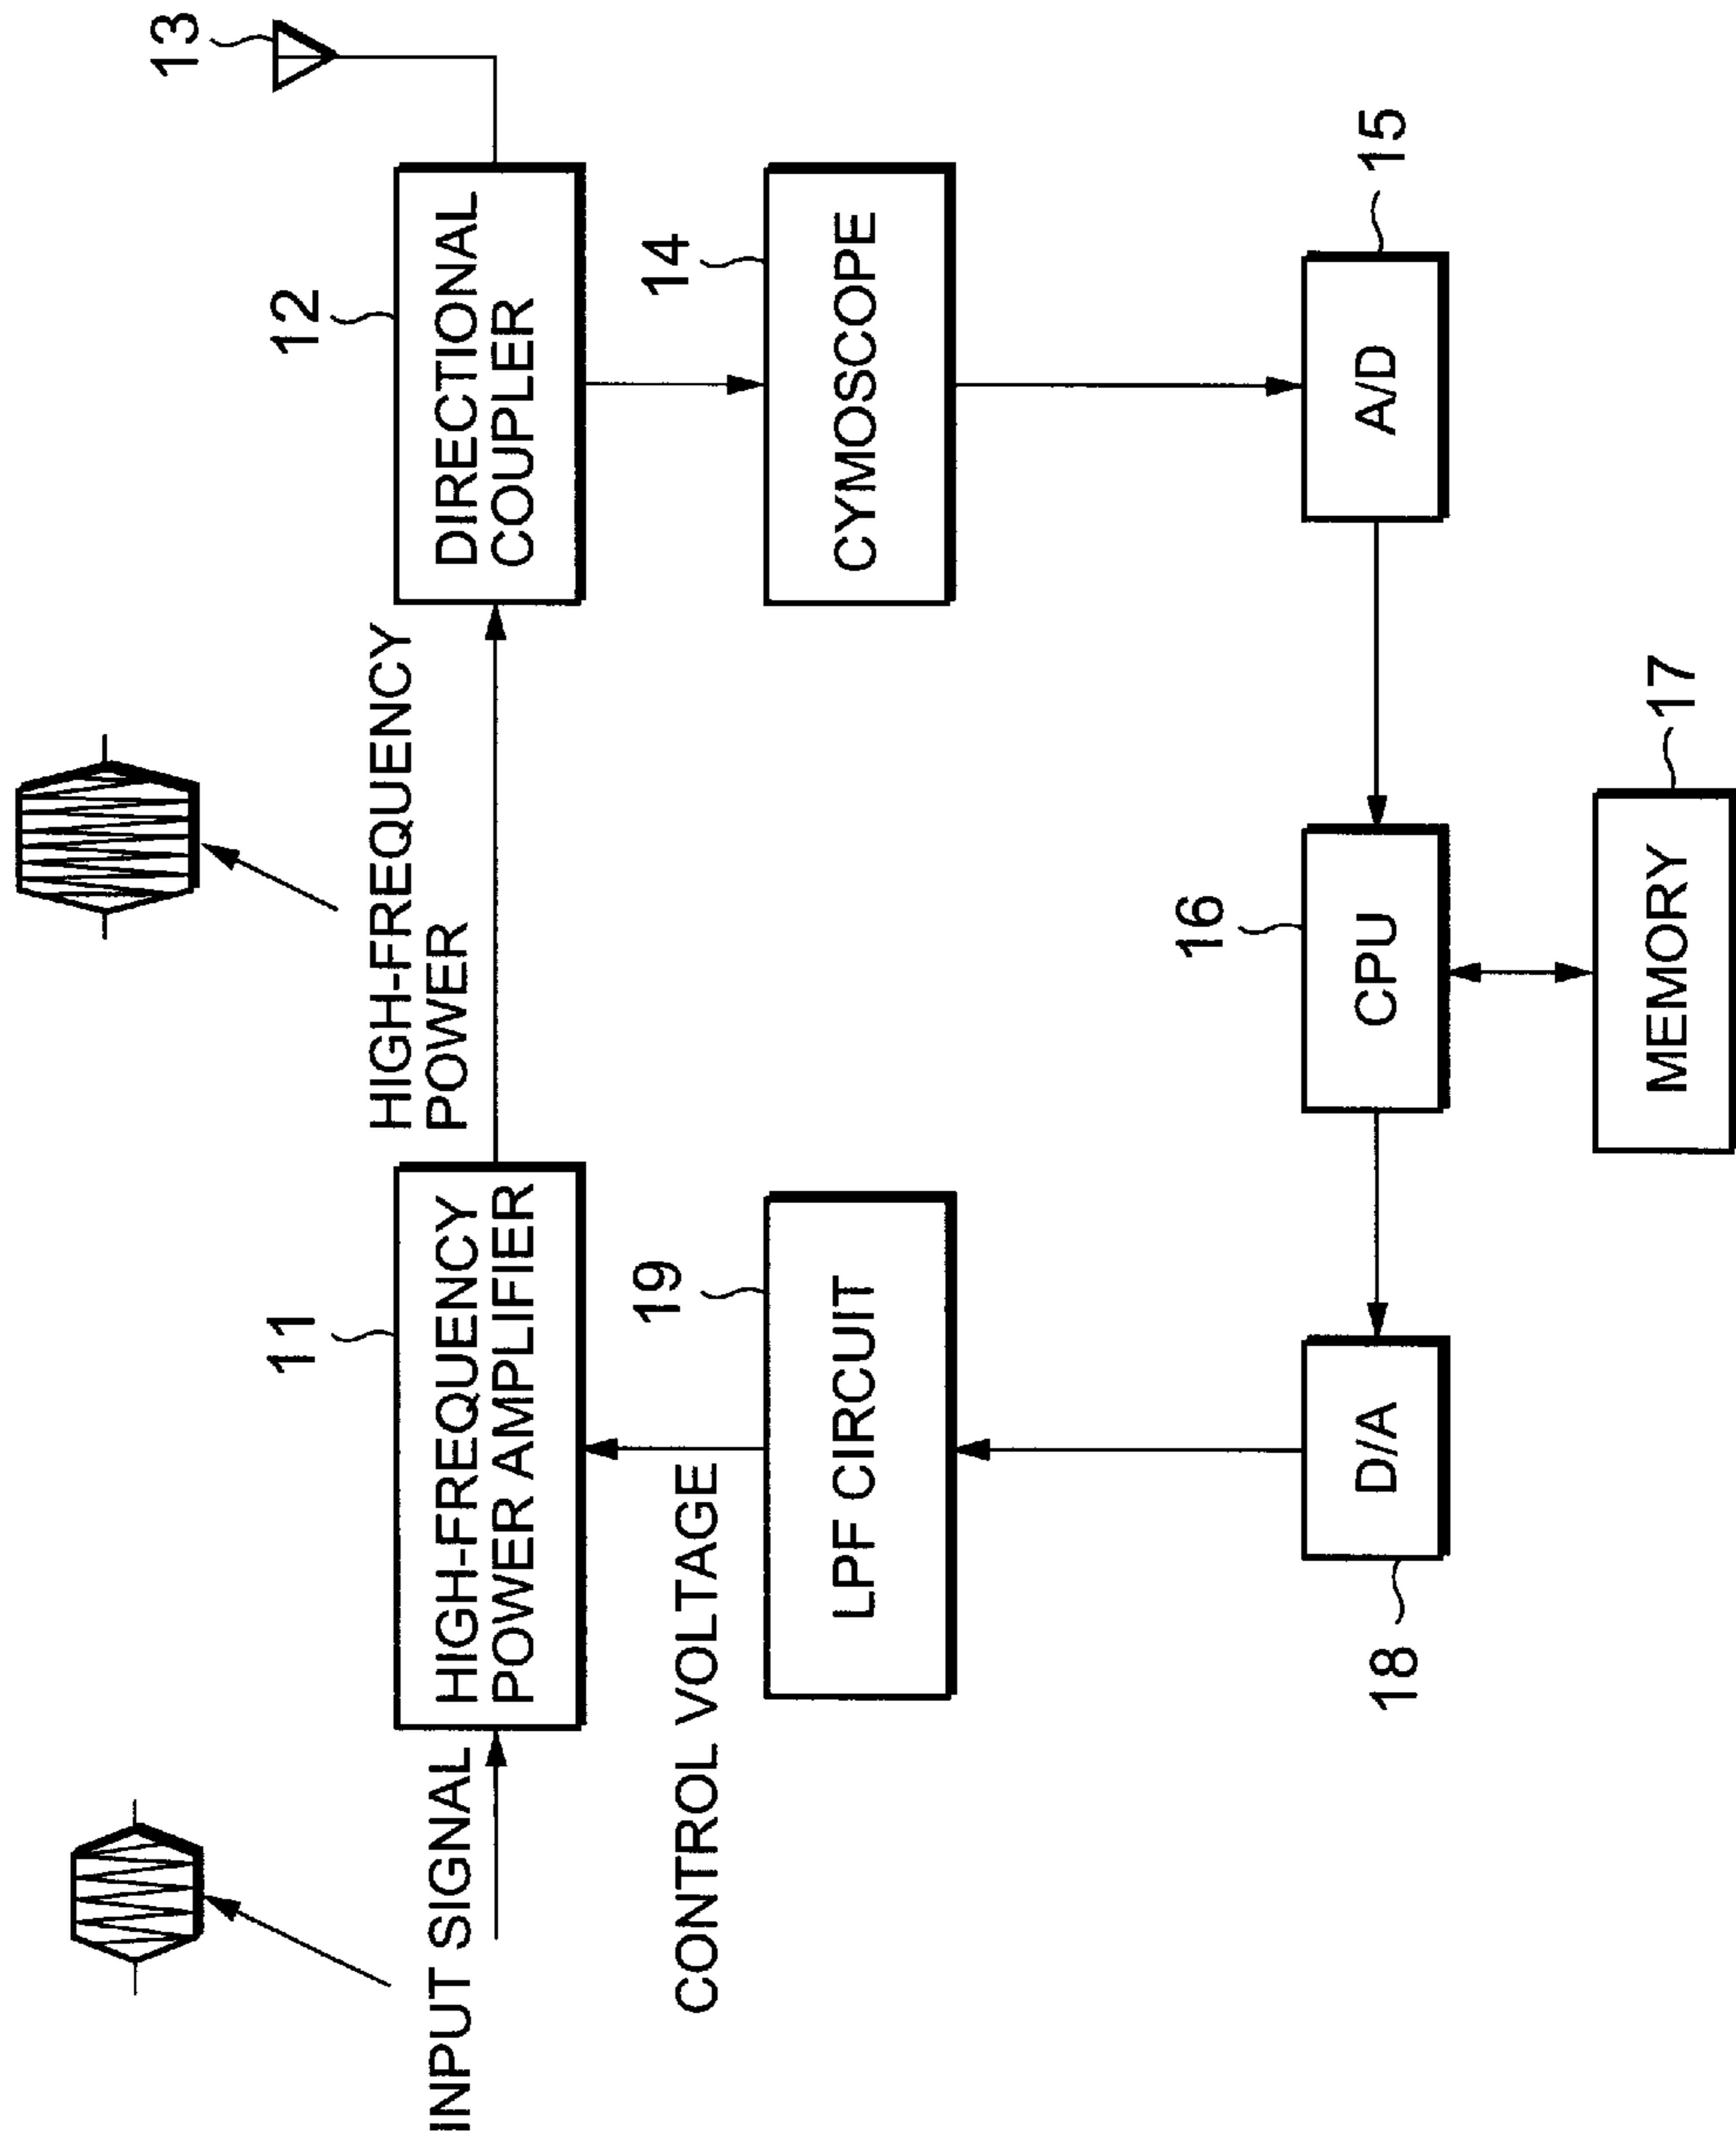 13
12
DIRECTIONAL
COUPLER
HIGH-FREQUENCY
POWER
11
HIGH-FREQUENCY
POWER AMPLIFIER
INPUT SIGNAL
14
CYMOSCOPE
19
LPF CIRCUIT
CONTROL VOLTAGE
15
A/D
16
CPU
D/A
18
17
MEMORY